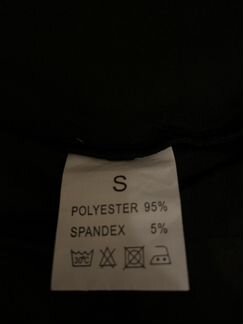 S
POLYESTER 95%
SPANDEX 5%
30°C